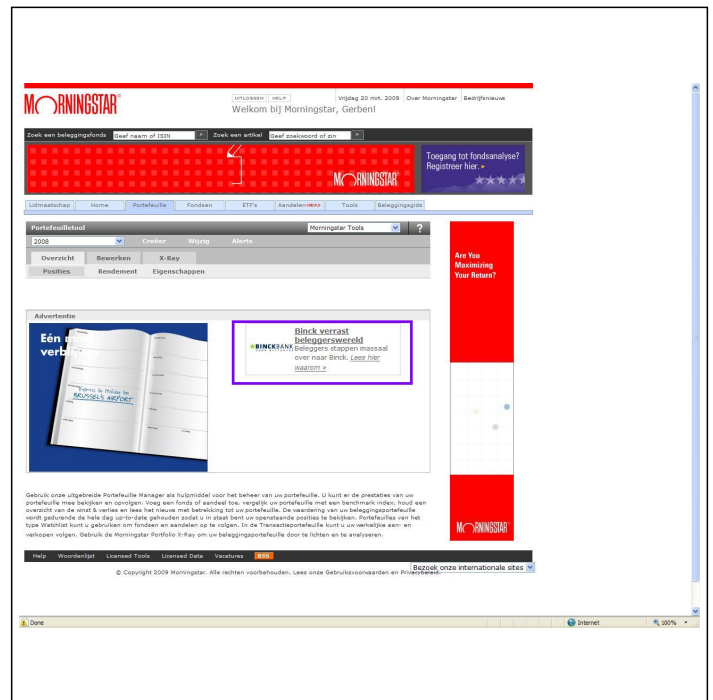 MORNINGSTAR®
UITLOGGEN HELP
Vrijdag 20 mrt. 2009 Over Morningstar Bedrijfsnieuws
Welkom bij Morningstar, Gerben!
Zoek een beleggingsfonds Geef naam of ISIN Zoek een artikel Geef zoekwoord of zin
MORNINGSTAR
Toegang tot fondsanalyse?
Registreer hier.
Lidmaatschap Home Portefeuille Fondsen ETF's Aandelen Tools Beleggingsgids
Portefeuilletool Morningstar Tools ?
2008 Creëer Wijzig Alerts
Overzicht Bewerken X-Ray
Posities Rendement Eigenschappen
Are You
Maximizing
Your Return?
Advertentie
Eén
verbi
BRUSSELS AIRPORT
BINCKBANK
Binck verrast
beleggerswereld
Beleggers stappen massaal
over naar Binck. Lees hier
waarom >
Gebruik onze uitgebreide Portefeuille Manager als hulpmiddel voor het beheer van uw portefeuille. U kunt er de prestaties van uw
portefeuille mee bekijken en opvolgen. Voeg een fonds of aandeel toe, vergelijk uw portefeuille met een benchmark index, houd een
overzicht van de winst & verlies en lees het nieuws met betrekking tot uw portefeuille. De waardering van uw beleggingsportefeuille
wordt gedurende de hele dag up-to-date gehouden zodat u in staat bent uw openstaande posities te bekijken. Portefeuilles van het
type Watchlist kunt u gebruiken om fondsen en aandelen op te volgen. In de Transactieportefeuille kunt u uw werkelijke aan- en
verkopen volgen. Gebruik de Morningstar Portfolio X-Ray om uw beleggingsportefeuille door te lichten en te analyseren.
MORNINGSTAR
Help Woordenlijst Licensed Tools Licensed Data Vacatures RSS
Bezoek onze internationale sites
© Copyright 2009 Morningstar. Alle rechten voorbehouden. Lees onze Gebruiksvoorwaarden en Privacybeleid.
Done Internet 100%